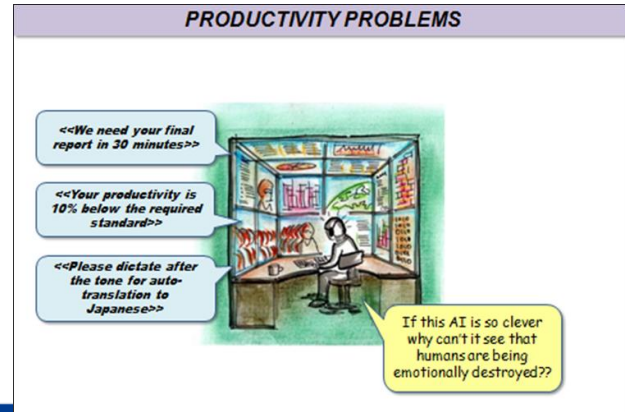 PRODUCTIVITY PROBLEMS
<<We need your final
report in 30 minutes>>
<<Your productivity is
10% below the required
standard>>
<<Please dictate after
the tone for auto-
translation to
Japanese>>
If this AI is so clever
why can't it see that
humans are being
emotionally destroyed??